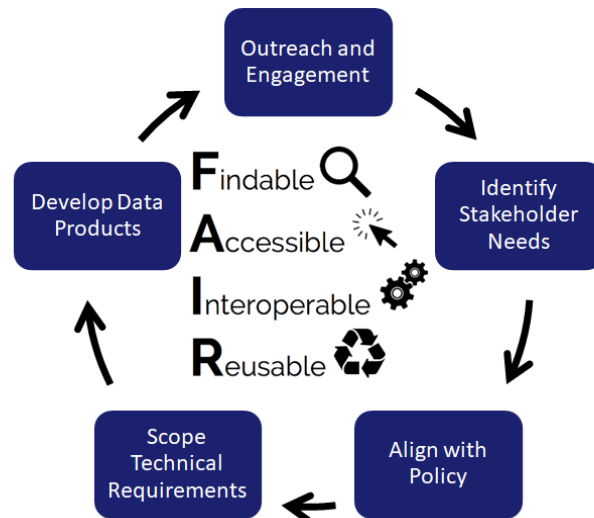 Outreach and
Engagement
Identify
Stakeholder
Needs
Align with
Policy
Scope
Technical
Requirements
Develop Data
Products
Findable
Accessible
Interoperable
Reusable